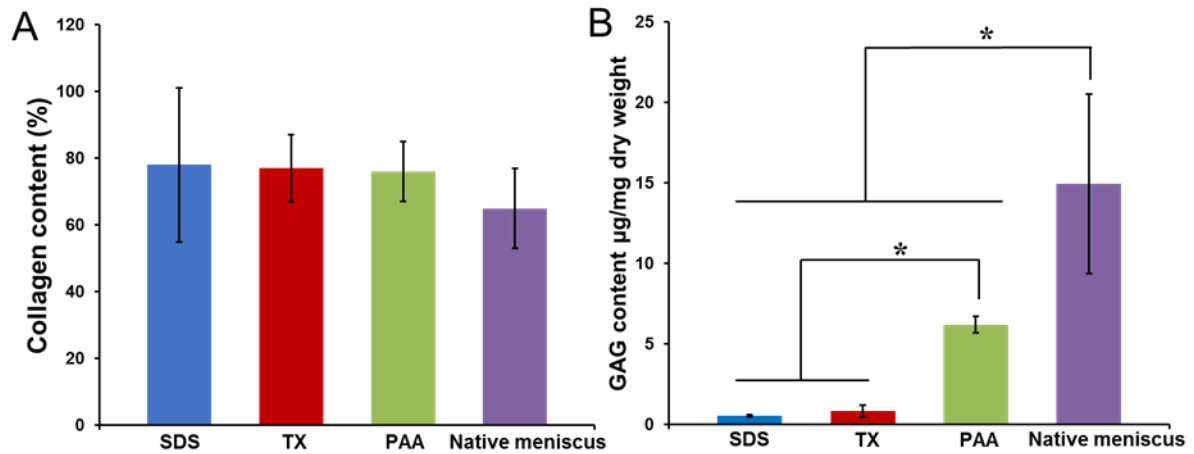 A
Collagen content (%)
120
100
80
60
40
20
0
SDS TX PAA Native meniscus
B
GAG content µg/mg dry weight
25
20
15
10
5
0
*
*
SDS TX PAA Native meniscus